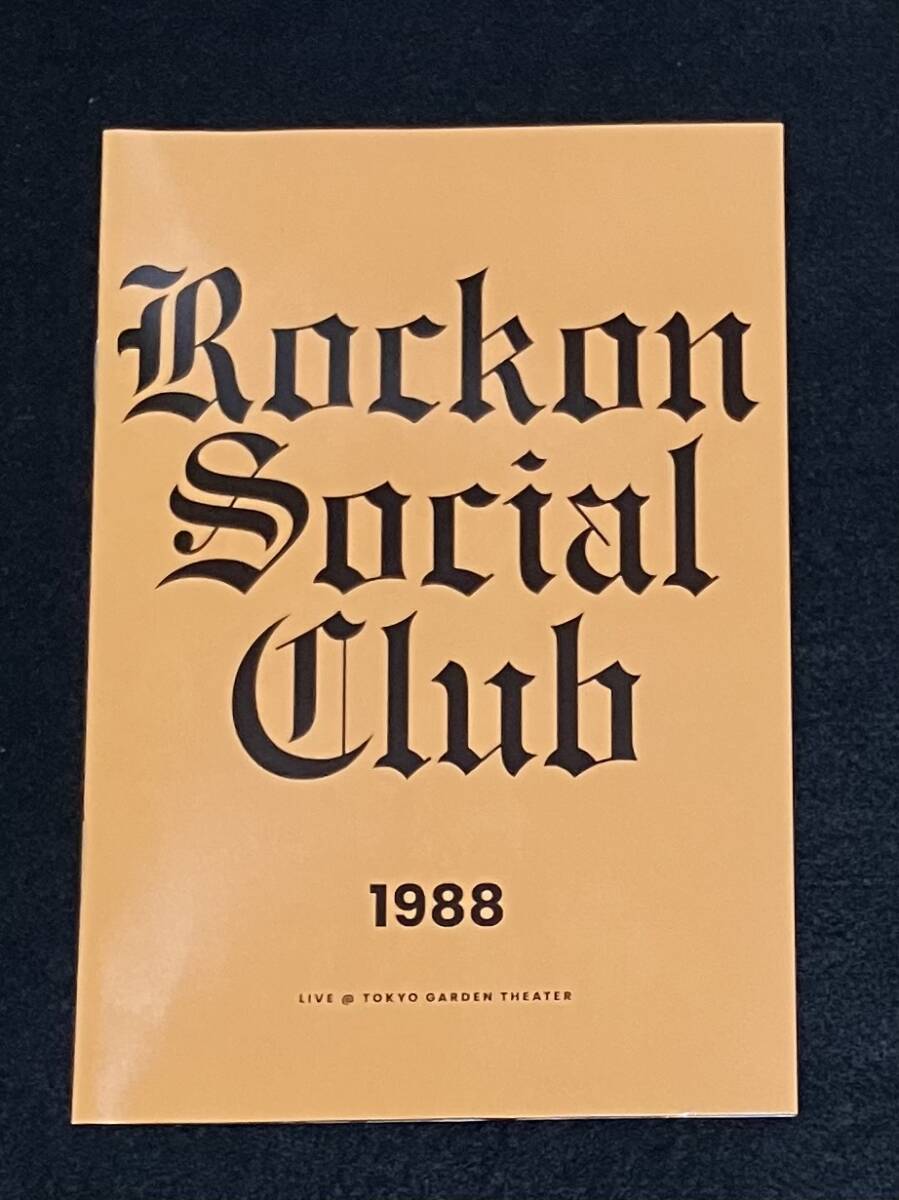 Rockon
Social
Club
1988
LIVE @ TOKYO GARDEN THEATER